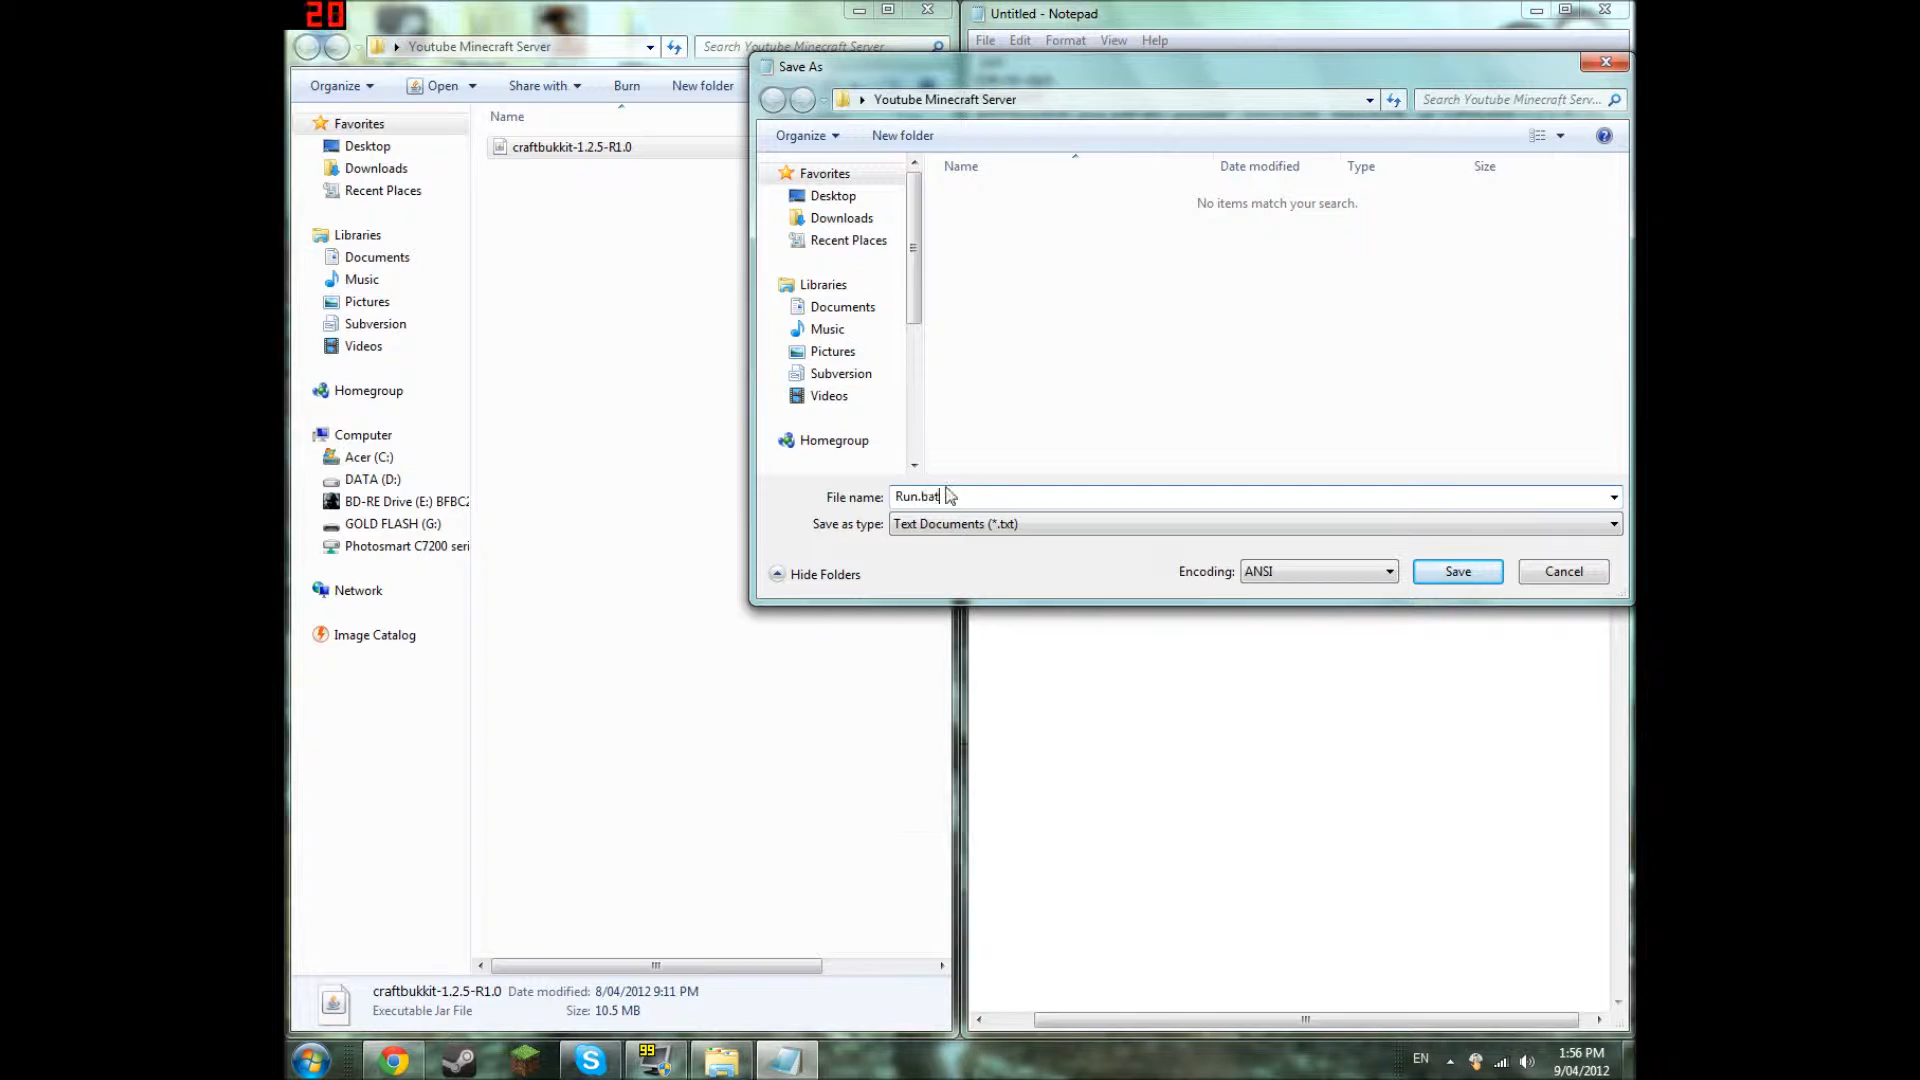 20
Youtube Minecraft Server
Search Youtube Minecraft Server
Organize
Open
Share with
Burn
New folder
Name
craftbukkit-1.2.5-R1.0
Favorites
Desktop
Downloads
Recent Places
Libraries
Documents
Music
Pictures
Subversion
Videos
Homegroup
Computer
Acer (C:)
DATA (D:)
BD-RE Drive (E:) BFBC2
GOLD FLASH (G:)
Photosmart C7200 seri
Network
Image Catalog
craftbukkit-1.2.5-R1.0 Date modified: 8/04/2012 9:11 PM
Executable Jar File Size: 10.5 MB
Untitled - Notepad
File Edit Format View Help
Save As
Youtube Minecraft Server
Search Youtube Minecraft Serv...
Organize
New folder
Name
Date modified
Type
Size
No items match your search.
Favorites
Desktop
Downloads
Recent Places
Libraries
Documents
Music
Pictures
Subversion
Videos
Homegroup
File name: Run.bat
Save as type: Text Documents (*.txt)
Hide Folders
Encoding: ANSI
Save
Cancel
99
EN
1:56 PM
9/04/2012